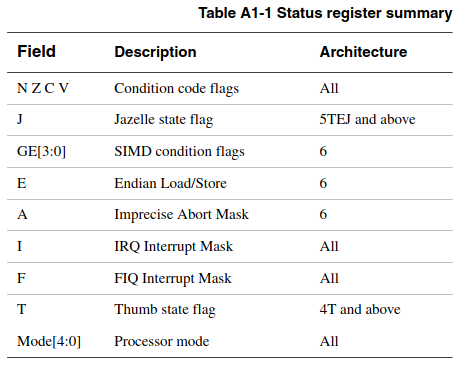 Table A1-1 Status register summary
Field Description Architecture
N Z C V Condition code flags All
J Jazelle state flag 5TEJ and above
GE[3:0] SIMD condition flags 6
E Endian Load/Store 6
A Imprecise Abort Mask 6
I IRQ Interrupt Mask All
F FIQ Interrupt Mask All
T Thumb state flag 4T and above
Mode[4:0] Processor mode All